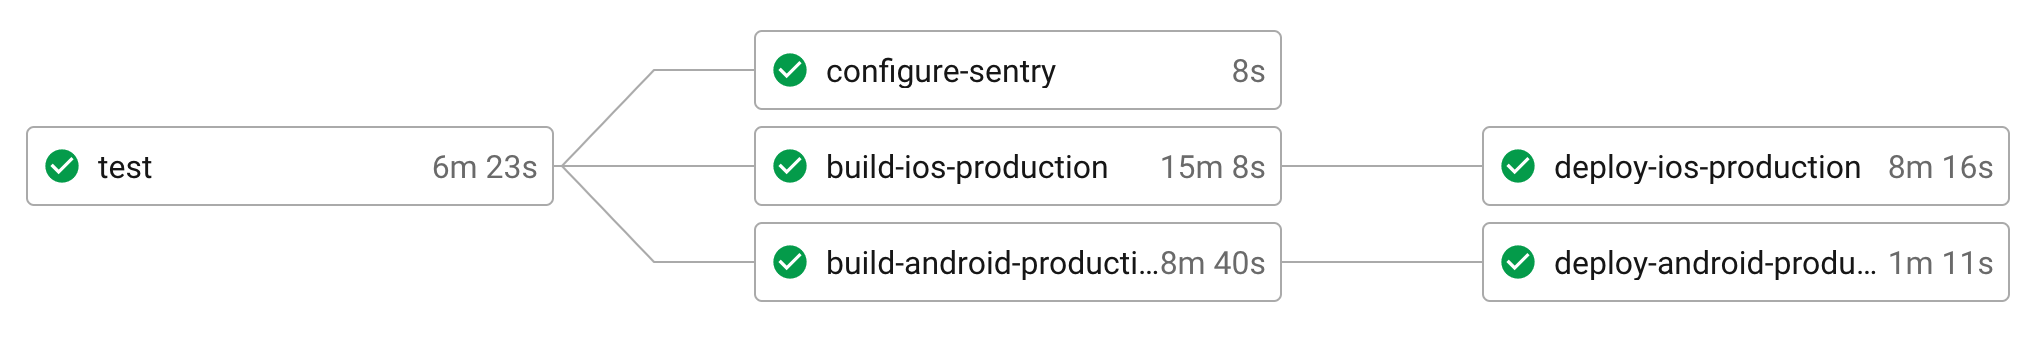 test 6m 23s
configure-sentry 8s
build-ios-production 15m 8s
build-android-producti... 8m 40s
deploy-ios-production 8m 16s
deploy-android-produ... 1m 11s